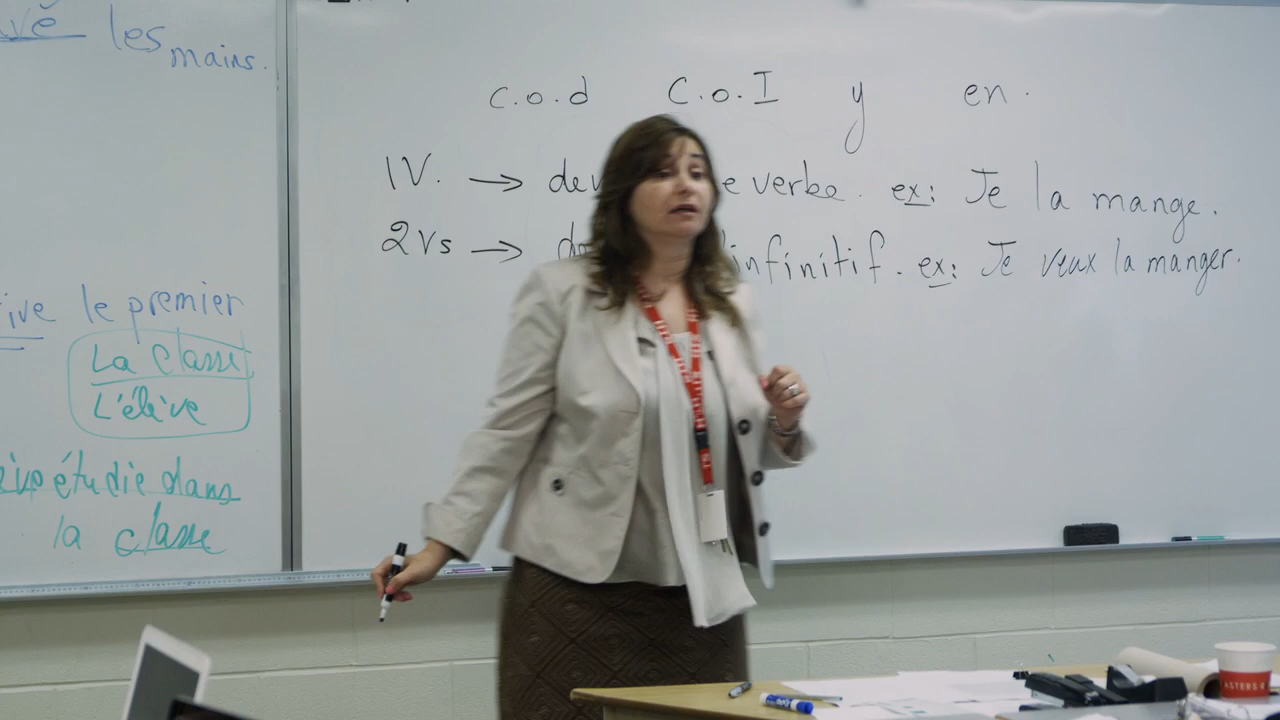 les
mains.
le premier
La classe
L'élève
étudie dans
la classe
c.o.d C.o.I y en.
1V. → verbe. ex: Je la mange.
2Vs → infinitif. ex: Je veux la manger.